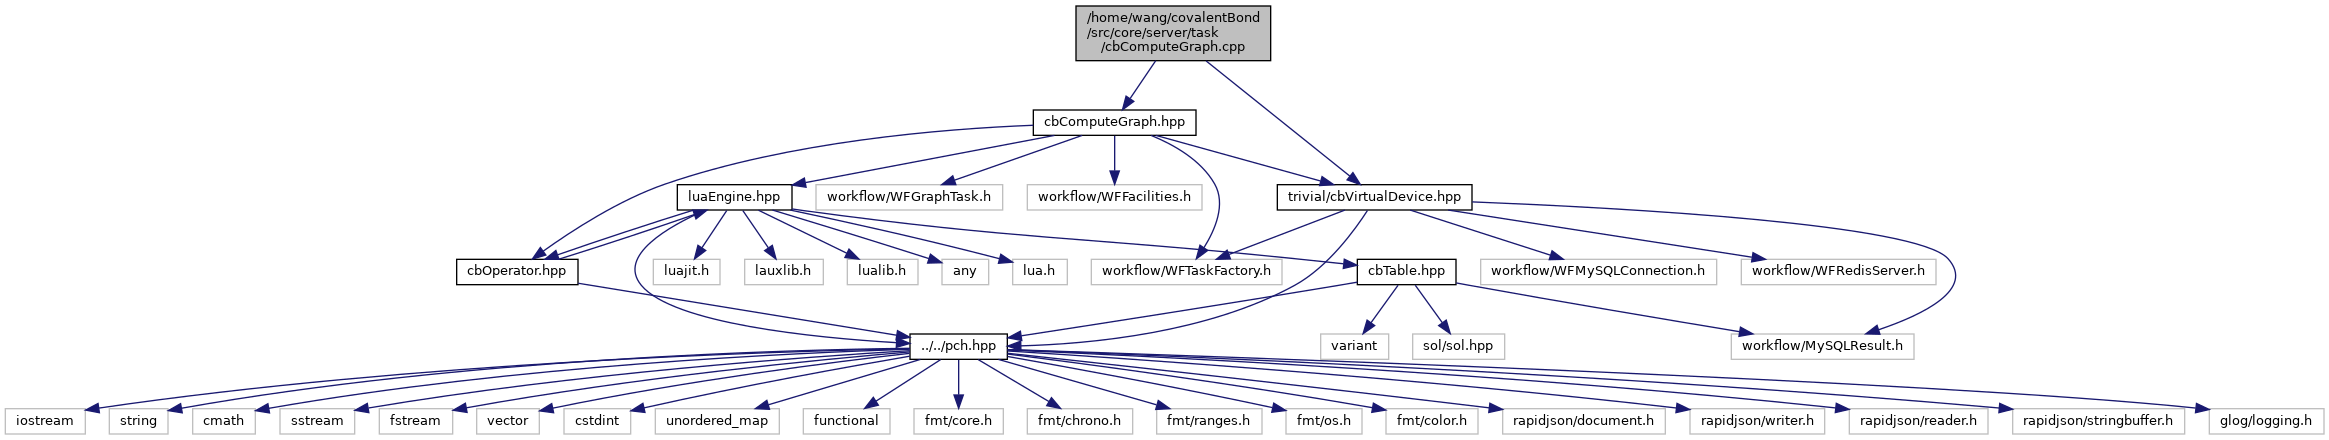 /home/wang/covalentBond
/src/core/server/task
/cbComputeGraph.cpp
cbComputeGraph.hpp
luaEngine.hpp
workflow/WFGraphTask.h
workflow/WFFacilities.h
trivial/cbVirtualDevice.hpp
cbOperator.hpp
luajit.h
lauxlib.h
lualib.h
any
lua.h
workflow/WFTaskFactory.h
cbTable.hpp
workflow/WFMySQLConnection.h
workflow/WFRedisServer.h
../../pch.hpp
variant
sol/sol.hpp
workflow/MySQLResult.h
iostream
string
cmath
sstream
fstream
vector
cstdint
unordered_map
functional
fmt/core.h
fmt/chrono.h
fmt/ranges.h
fmt/os.h
fmt/color.h
rapidjson/document.h
rapidjson/writer.h
rapidjson/reader.h
rapidjson/stringbuffer.h
glog/logging.h